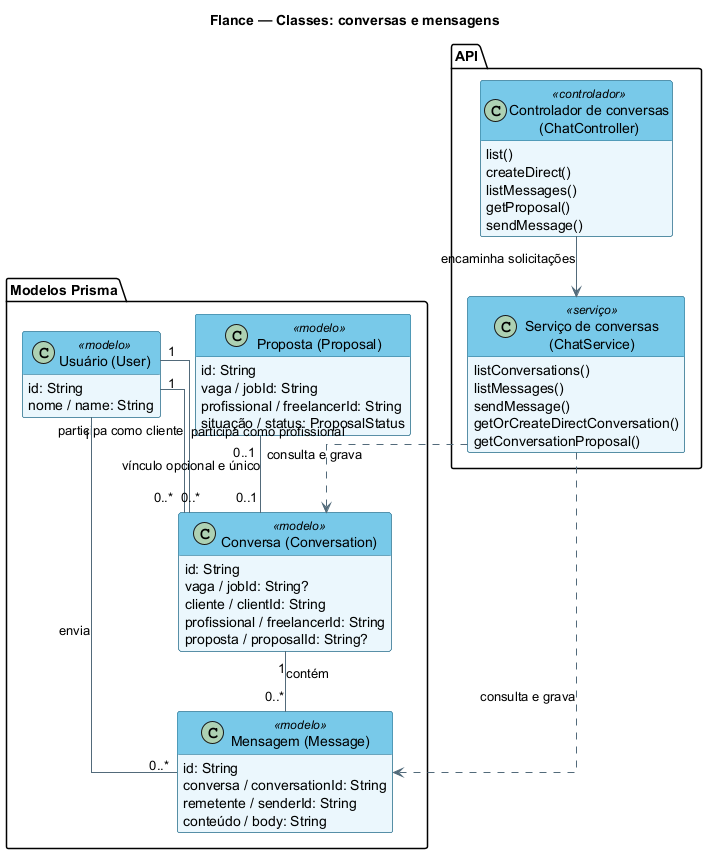 Flance — Classes: conversas e mensagens
API
«controlador»
C
Controlador de conversas
(ChatController)
list()
createDirect()
listMessages()
getProposal()
sendMessage()
encaminha solicitações
«serviço»
C
Serviço de conversas
(ChatService)
listConversations()
listMessages()
sendMessage()
getOrCreateDirectConversation()
getConversationProposal()
Modelos Prisma
«modelo»
C
Usuário (User)
id: String
nome / name: String
«modelo»
C
Proposta (Proposal)
id: String
vaga / jobId: String
profissional / freelancerId: String
situação / status: ProposalStatus
1
1
participa como cliente
participa como profissional
1
0..1
consulta e grava
vínculo opcional e único
0..*
0..*
0..1
«modelo»
C
Conversa (Conversation)
id: String
vaga / jobId: String?
cliente / clientId: String
profissional / freelancerId: String
proposta / proposalId: String?
envia
1
contém
0..*
consulta e grava
«modelo»
C
Mensagem (Message)
0..*
id: String
conversa / conversationId: String
remetente / senderId: String
conteúdo / body: String